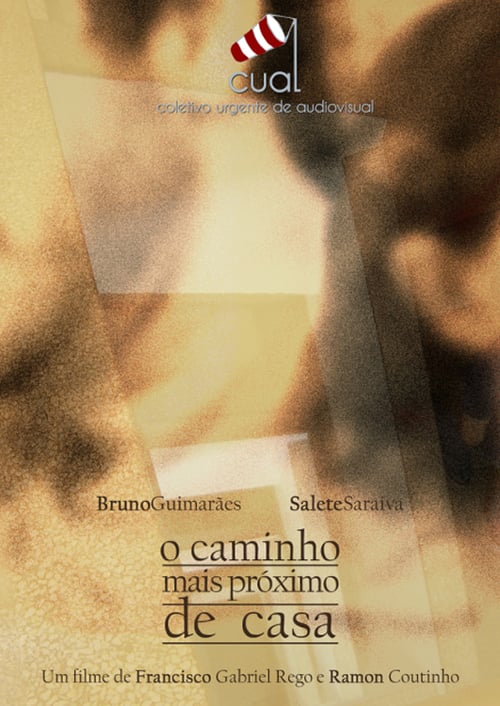 cual
coletivo urgente de audiovisual
BrunoGuimarães SaleteSaraiva
o caminho
mais próximo
de casa
Um filme de Francisco Gabriel Rego e Ramon Coutinho